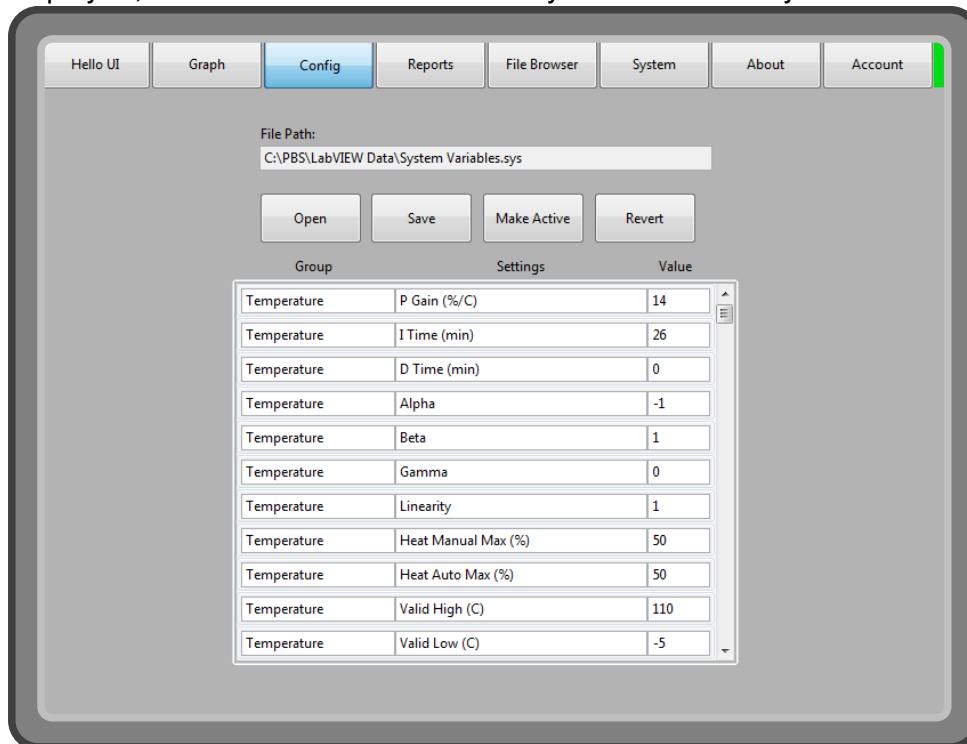 Hello UI Graph Config Reports File Browser System About Account
File Path:
C:\PBS\LabVIEW Data\System Variables.sys
Open Save Make Active Revert
Group Settings Value
Temperature P Gain (%/C) 14
Temperature I Time (min) 26
Temperature D Time (min) 0
Temperature Alpha -1
Temperature Beta 1
Temperature Gamma 0
Temperature Linearity 1
Temperature Heat Manual Max (%) 50
Temperature Heat Auto Max (%) 50
Temperature Valid High (C) 110
Temperature Valid Low (C) -5